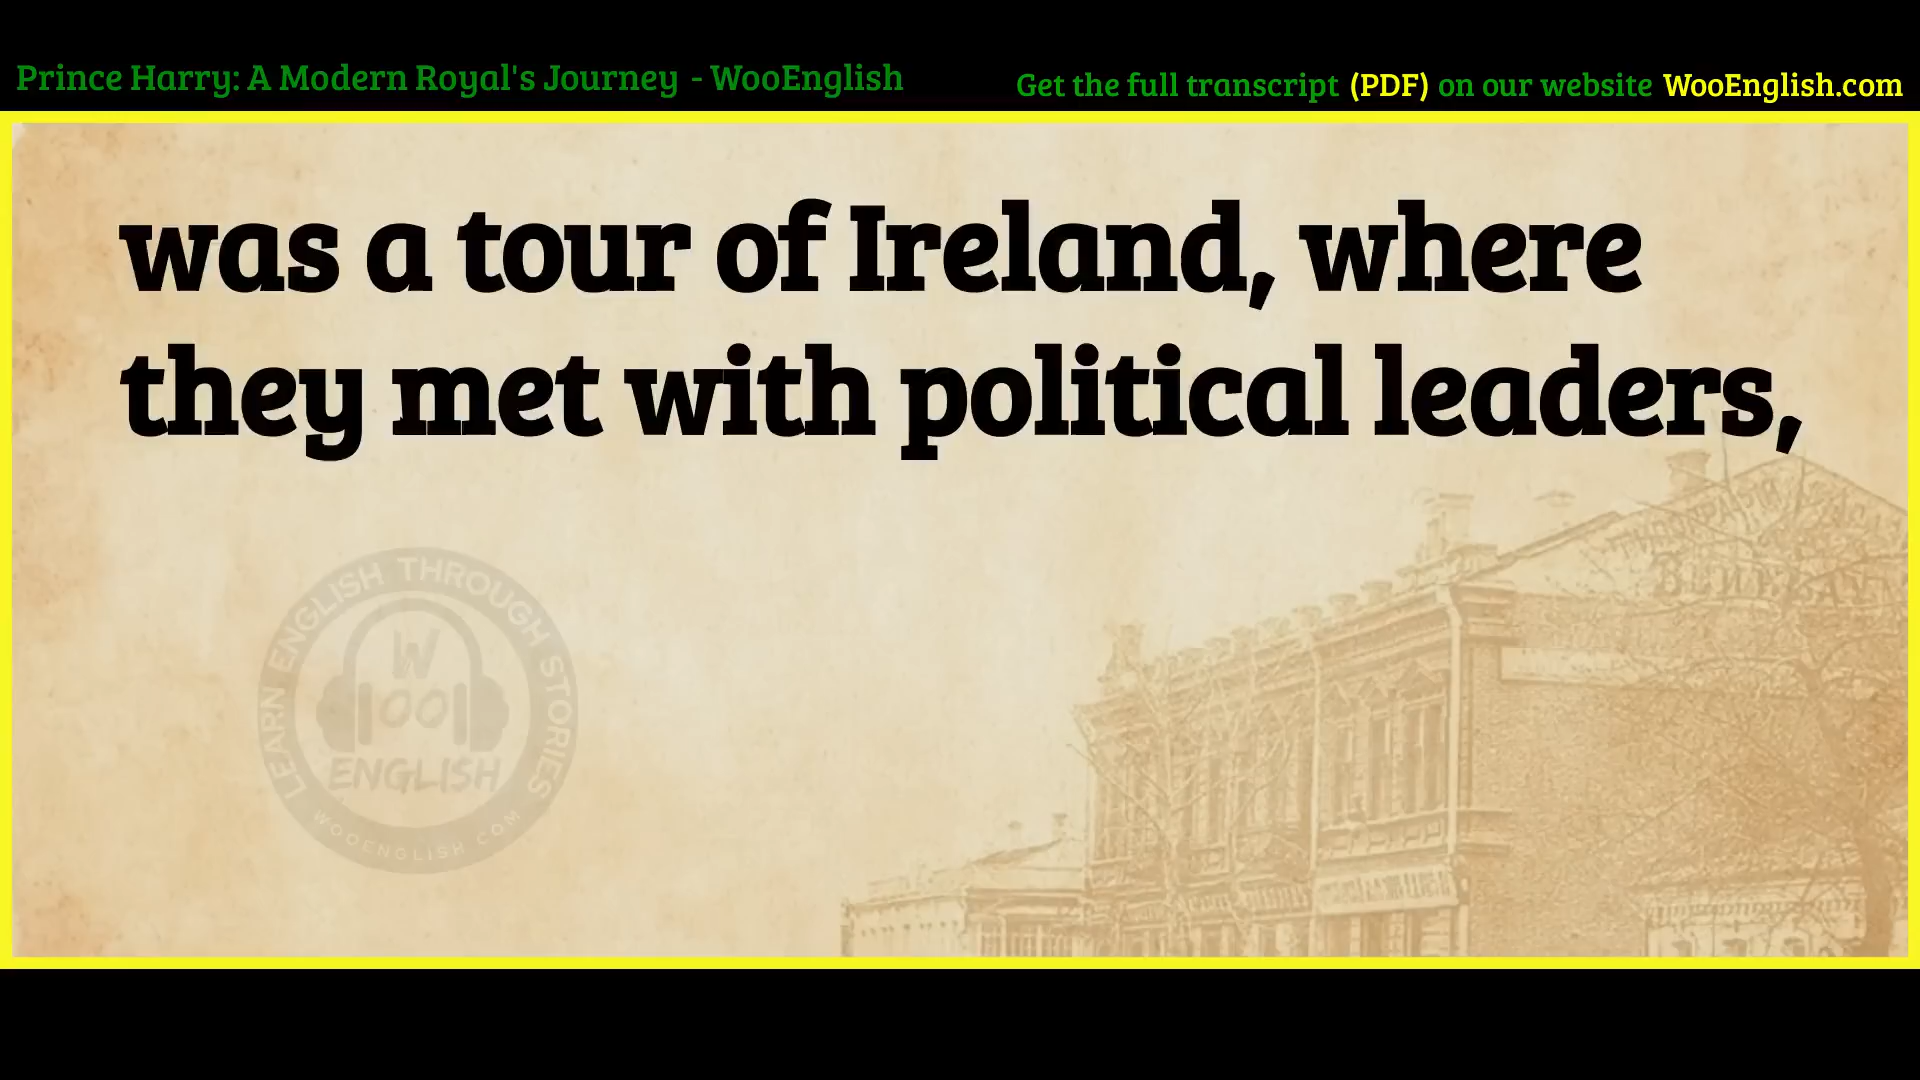 Prince Harry: A Modern Royal's Journey - WooEnglish
Get the full transcript (PDF) on our website WooEnglish.com
was a tour of Ireland, where
they met with political leaders,
LEARN ENGLISH THROUGH STORIES
W
OO
ENGLISH
WOOENGLISH.COM